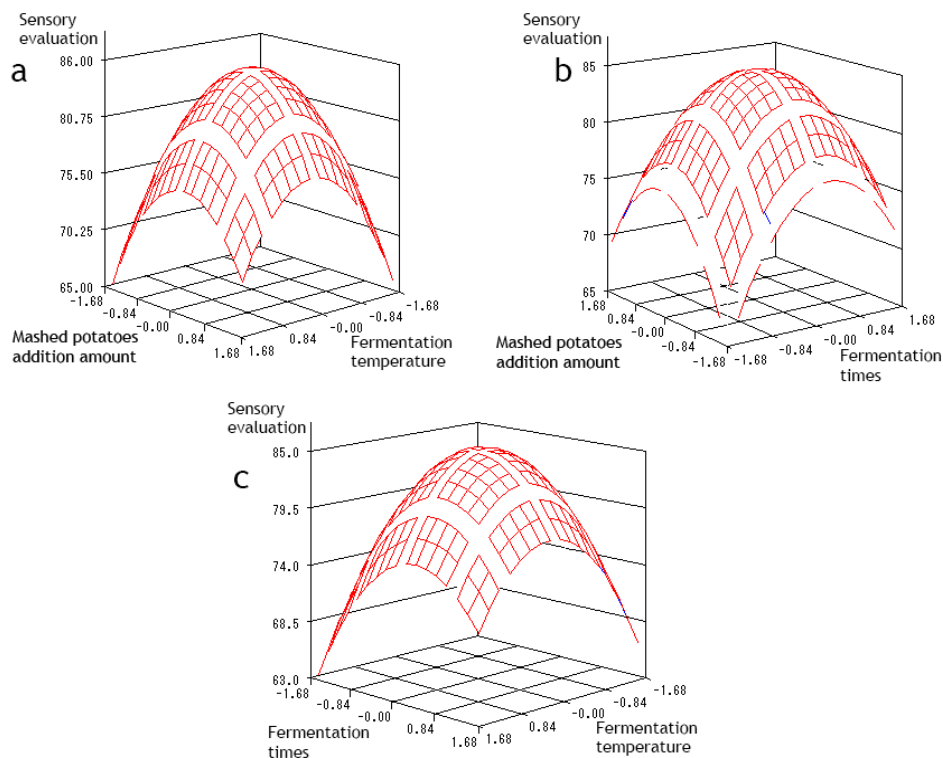 Sensory
evaluation
a
86.00
80.75
75.50
70.25
65.00
-1.68
-0.84
-0.00
0.84
1.68
Mashed potatoes
addition amount
1.68
0.84
-0.00
-0.84
-1.68
Fermentation
temperature
Sensory
evaluation
b
85
80
75
70
65
1.68
0.84
-0.00
-0.84
-1.68
Mashed potatoes
addition amount
-1.68
-0.84
-0.00
0.84
1.68
Fermentation
times
Sensory
evaluation
c
85.0
79.5
74.0
68.5
63.0
-1.68
-0.84
-0.00
0.84
1.68
Fermentation
times
1.68
0.84
-0.00
-0.84
-1.68
Fermentation
temperature